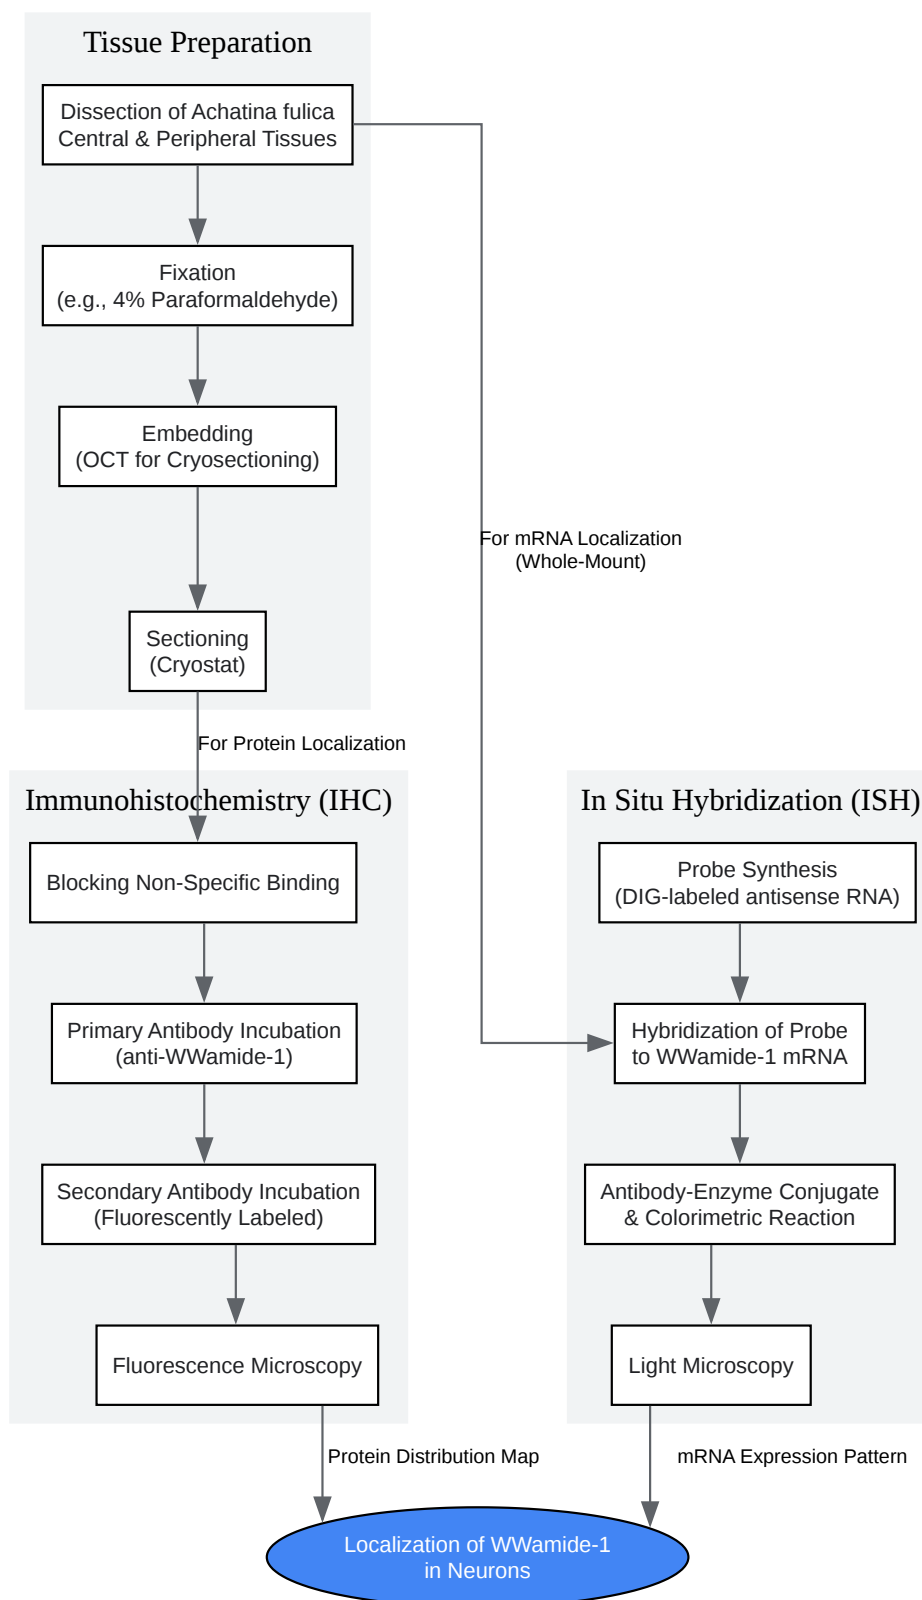 Tissue Preparation
Dissection of Achatina fulica
Central & Peripheral Tissues
Fixation
(e.g., 4% Paraformaldehyde)
Embedding
(OCT for Cryosectioning)
For mRNA Localization
(Whole-Mount)
Sectioning
(Cryostat)
For Protein Localization
Immunohistochemistry (IHC)
Blocking Non-Specific Binding
Primary Antibody Incubation
(anti-WWamide-1)
Secondary Antibody Incubation
(Fluorescently Labeled)
Fluorescence Microscopy
Protein Distribution Map
In Situ Hybridization (ISH)
Probe Synthesis
(DIG-labeled antisense RNA)
Hybridization of Probe
to WWamide-1 mRNA
Antibody-Enzyme Conjugate
& Colorimetric Reaction
Light Microscopy
mRNA Expression Pattern
Localization of WWamide-1
in Neurons